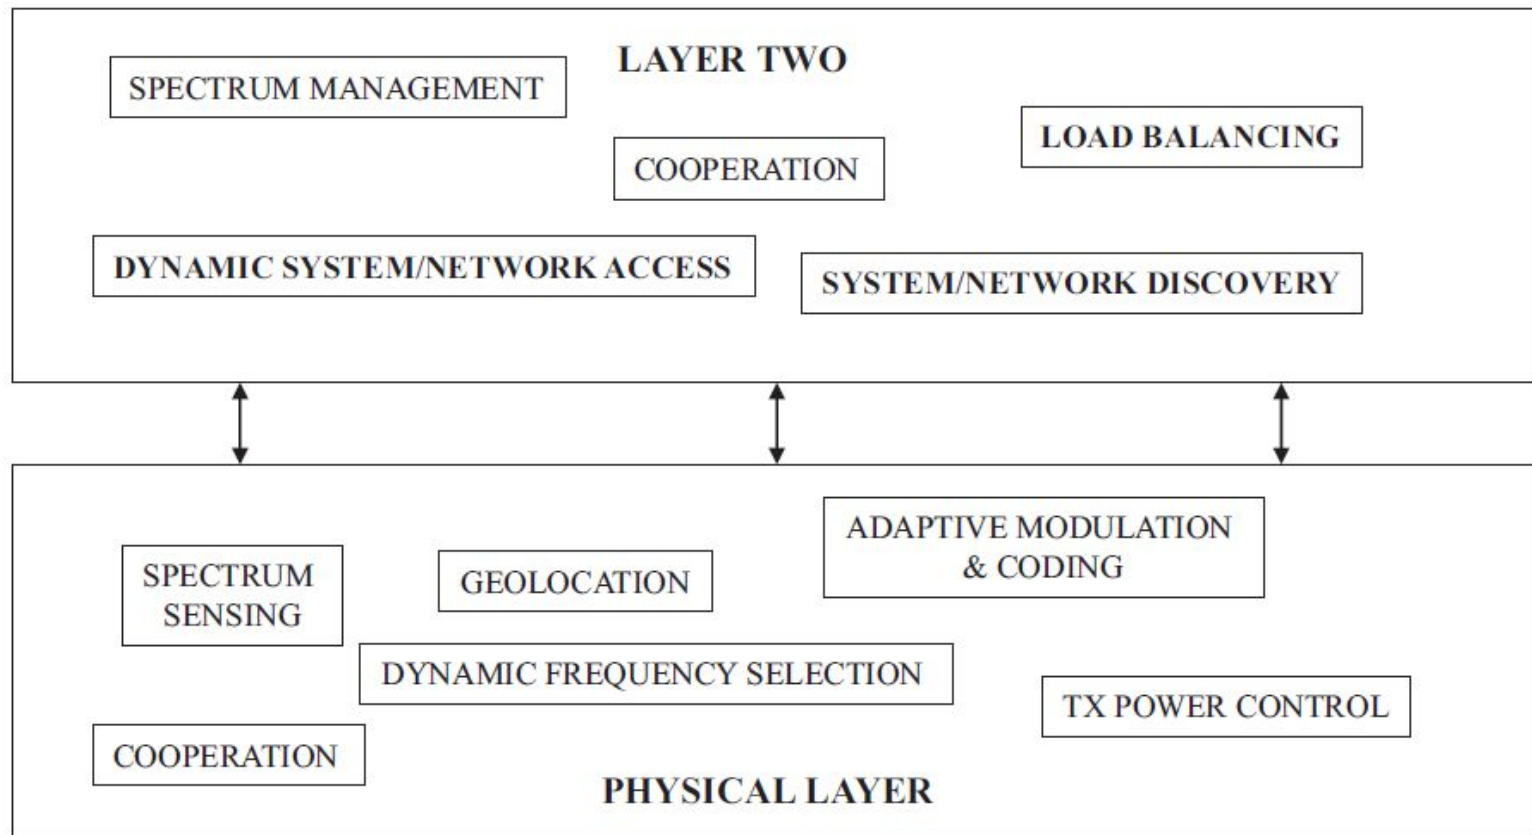 LAYER TWO
SPECTRUM MANAGEMENT
LOAD BALANCING
COOPERATION
DYNAMIC SYSTEM/NETWORK ACCESS
SYSTEM/NETWORK DISCOVERY
ADAPTIVE MODULATION
& CODING
SPECTRUM
SENSING
GEOLOCATION
DYNAMIC FREQUENCY SELECTION
TX POWER CONTROL
COOPERATION
PHYSICAL LAYER